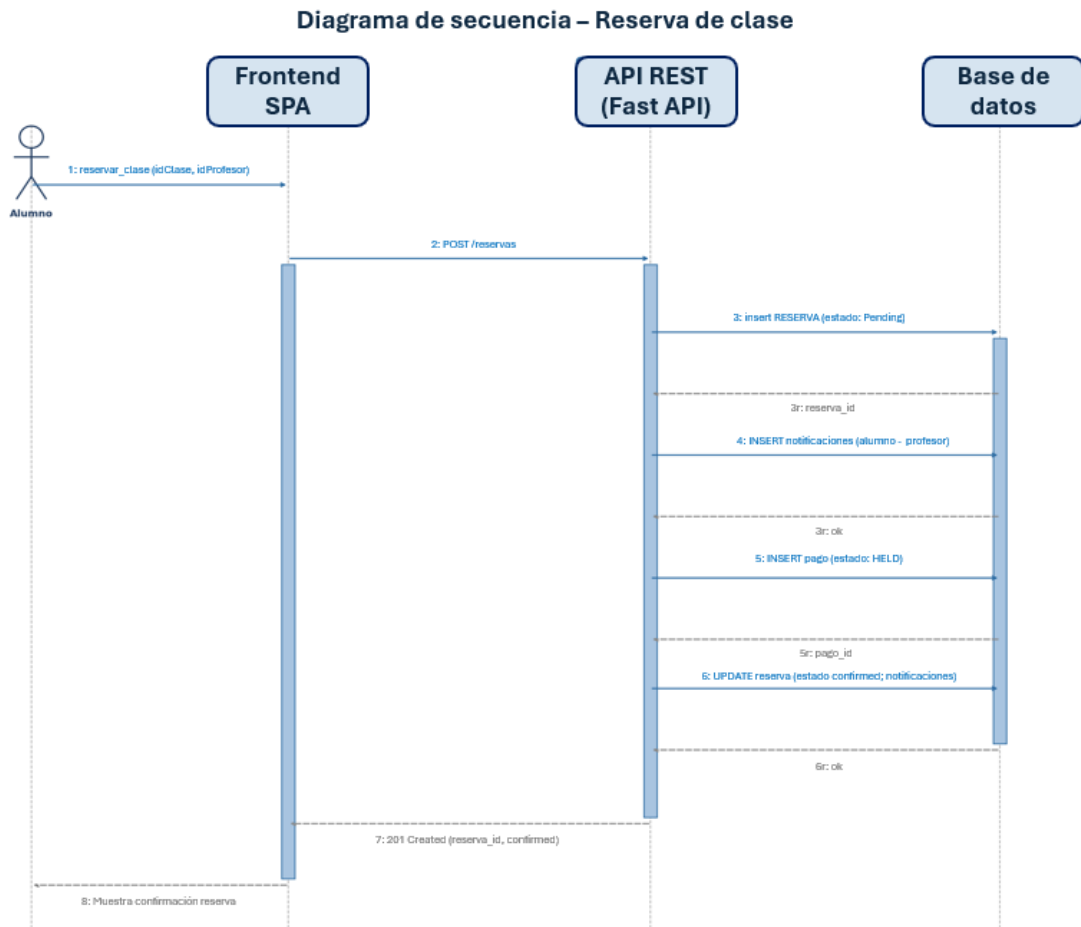 Diagrama de secuencia – Reserva de clase
Frontend
SPA
API REST
(Fast API)
Base de
datos
1: reservar_clase (idClase, idProfesor)
Alumno
2: POST /reservas
3: insert RESERVA (estado: Pending)
3r: reserva_id
4: INSERT notificaciones (alumno - profesor)
3r: ok
5: INSERT pago (estado: HELD)
5r: pago_id
6: UPDATE reserva (estado confirmed; notificaciones)
6r: ok
7: 201 Created (reserva_id, confirmed)
8: Muestra confirmación reserva